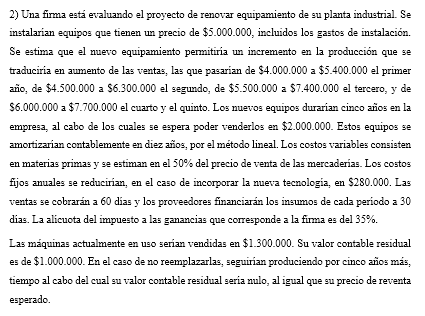 2) Una firma está evaluando el proyecto de renovar equipamiento de su planta industrial. Se
instalarían equipos que tienen un precio de $5.000.000, incluidos los gastos de instalación.
Se estima que el nuevo equipamiento permitiría un incremento en la producción que se
traduciría en aumento de las ventas, las que pasarían de $4.000.000 a $5.400.000 el primer
año, de $4.500.000 a $6.300.000 el segundo, de $5.500.000 a $7.400.000 el tercero, y de
$6.000.000 a $7.700.000 el cuarto y el quinto. Los nuevos equipos durarían cinco años en la
empresa, al cabo de los cuales se espera poder venderlos en $2.000.000. Estos equipos se
amortizarían contablemente en diez años, por el método lineal. Los costos variables consisten
en materias primas y se estiman en el 50% del precio de venta de las mercaderías. Los costos
fijos anuales se reducirían, en el caso de incorporar la nueva tecnología, en $280.000. Las
ventas se cobrarán a 60 días y los proveedores financiarán los insumos de cada período a 30
días. La alícuota del impuesto a las ganancias que corresponde a la firma es del 35%.
Las máquinas actualmente en uso serían vendidas en $1.300.000. Su valor contable residual
es de $1.000.000. En el caso de no reemplazarlas, seguirían produciendo por cinco años más,
tiempo al cabo del cual su valor contable residual sería nulo, al igual que su precio de reventa
esperado.